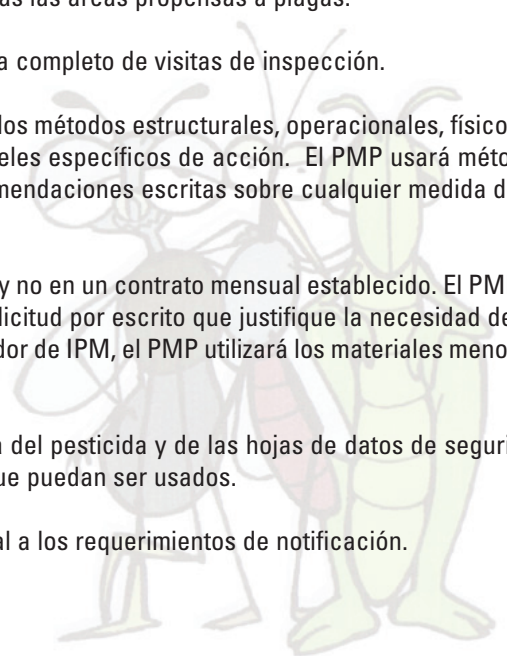 as las áreas propensas a plagas.
a completo de visitas de inspección.
los métodos estructurales, operacionales, físico
eles específicos de acción. El PMP usará méto
mendaciones escritas sobre cualquier medida d
y no en un contrato mensual establecido. El PM
licitud por escrito que justifique la necesidad de
dor de IPM, el PMP utilizará los materiales meno
a del pesticida y de las hojas de datos de seguri
ue puedan ser usados.
al a los requerimientos de notificación.